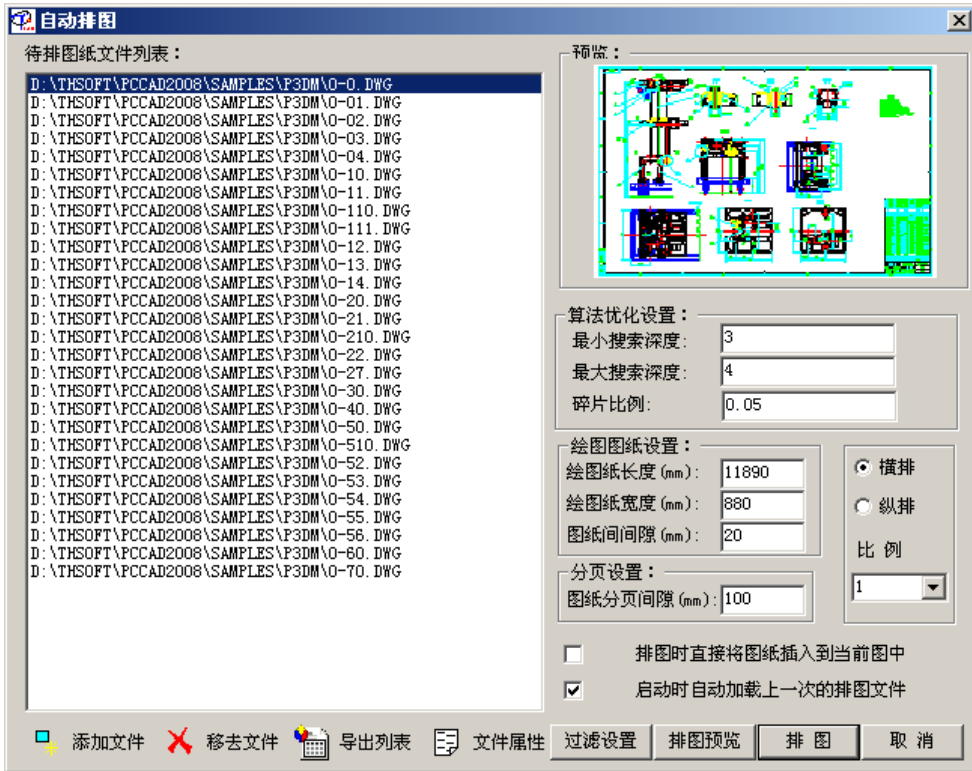 自动排图
待排图纸文件列表：
D:\THSOFT\PCCAD2008\SAMPLES\P3DM\0-0.DWG
D:\THSOFT\PCCAD2008\SAMPLES\P3DM\0-01.DWG
D:\THSOFT\PCCAD2008\SAMPLES\P3DM\0-02.DWG
D:\THSOFT\PCCAD2008\SAMPLES\P3DM\0-03.DWG
D:\THSOFT\PCCAD2008\SAMPLES\P3DM\0-04.DWG
D:\THSOFT\PCCAD2008\SAMPLES\P3DM\0-10.DWG
D:\THSOFT\PCCAD2008\SAMPLES\P3DM\0-11.DWG
D:\THSOFT\PCCAD2008\SAMPLES\P3DM\0-110.DWG
D:\THSOFT\PCCAD2008\SAMPLES\P3DM\0-111.DWG
D:\THSOFT\PCCAD2008\SAMPLES\P3DM\0-12.DWG
D:\THSOFT\PCCAD2008\SAMPLES\P3DM\0-13.DWG
D:\THSOFT\PCCAD2008\SAMPLES\P3DM\0-14.DWG
D:\THSOFT\PCCAD2008\SAMPLES\P3DM\0-20.DWG
D:\THSOFT\PCCAD2008\SAMPLES\P3DM\0-21.DWG
D:\THSOFT\PCCAD2008\SAMPLES\P3DM\0-210.DWG
D:\THSOFT\PCCAD2008\SAMPLES\P3DM\0-22.DWG
D:\THSOFT\PCCAD2008\SAMPLES\P3DM\0-27.DWG
D:\THSOFT\PCCAD2008\SAMPLES\P3DM\0-30.DWG
D:\THSOFT\PCCAD2008\SAMPLES\P3DM\0-40.DWG
D:\THSOFT\PCCAD2008\SAMPLES\P3DM\0-50.DWG
D:\THSOFT\PCCAD2008\SAMPLES\P3DM\0-510.DWG
D:\THSOFT\PCCAD2008\SAMPLES\P3DM\0-52.DWG
D:\THSOFT\PCCAD2008\SAMPLES\P3DM\0-53.DWG
D:\THSOFT\PCCAD2008\SAMPLES\P3DM\0-54.DWG
D:\THSOFT\PCCAD2008\SAMPLES\P3DM\0-55.DWG
D:\THSOFT\PCCAD2008\SAMPLES\P3DM\0-56.DWG
D:\THSOFT\PCCAD2008\SAMPLES\P3DM\0-60.DWG
D:\THSOFT\PCCAD2008\SAMPLES\P3DM\0-70.DWG
预览：
算法优化设置：
最小搜索深度: 3
最大搜索深度: 4
碎片比例: 0.05
绘图图纸设置：
绘图纸长度(mm): 11890
绘图纸宽度(mm): 880
图纸间间隙(mm): 20
横排
纵排
比 例
1
分页设置：
图纸分页间隙(mm): 100
排图时直接将图纸插入到当前图中
启动时自动加载上一次的排图文件
添加文件 移去文件 导出列表 文件属性 过滤设置 排图预览 排 图 取 消